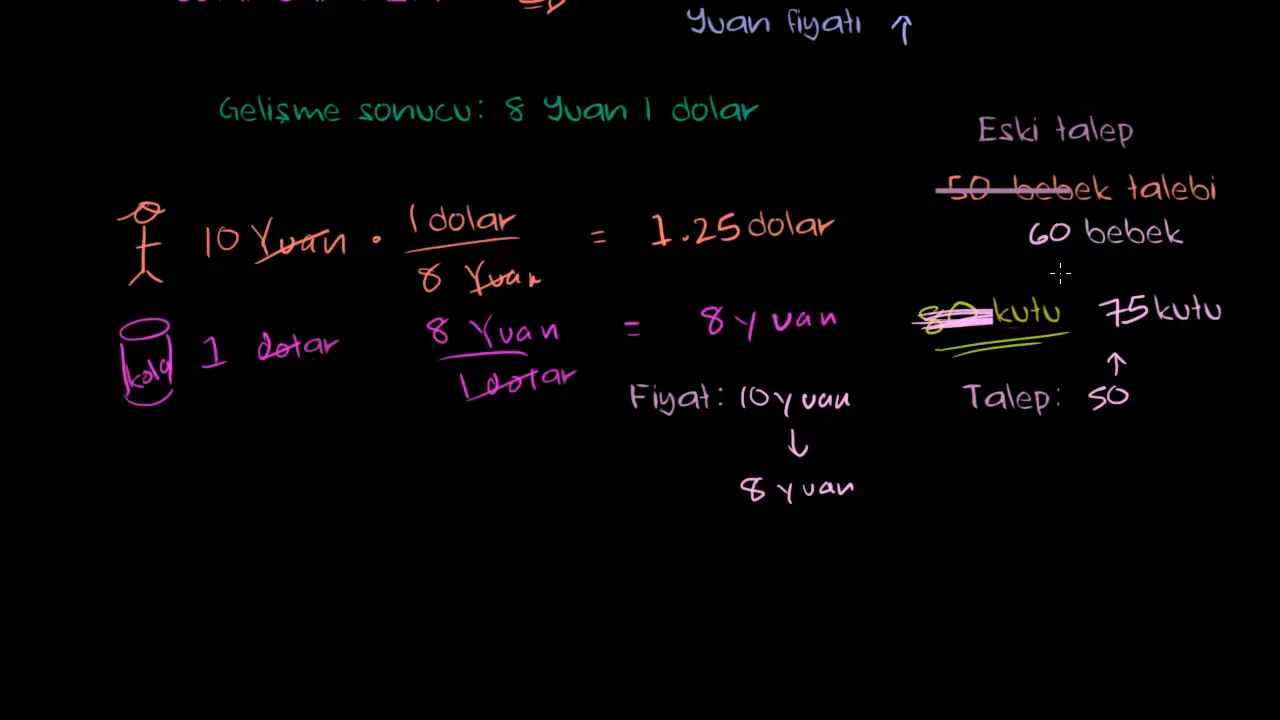 Yuan fiyatı ↑
Gelişme sonucu: 8 Yuan 1 dolar
Eski talep
50 bebek talebi
60 bebek
10 Yuan · 1 dolar / 8 Yuan = 1.25 dolar
kola 1 dolar 8 Yuan / 1 dolar = 8 yuan
80 kutu 75 kutu
Fiyat: 10 yuan
↓
8 yuan
↑
Talep: 50